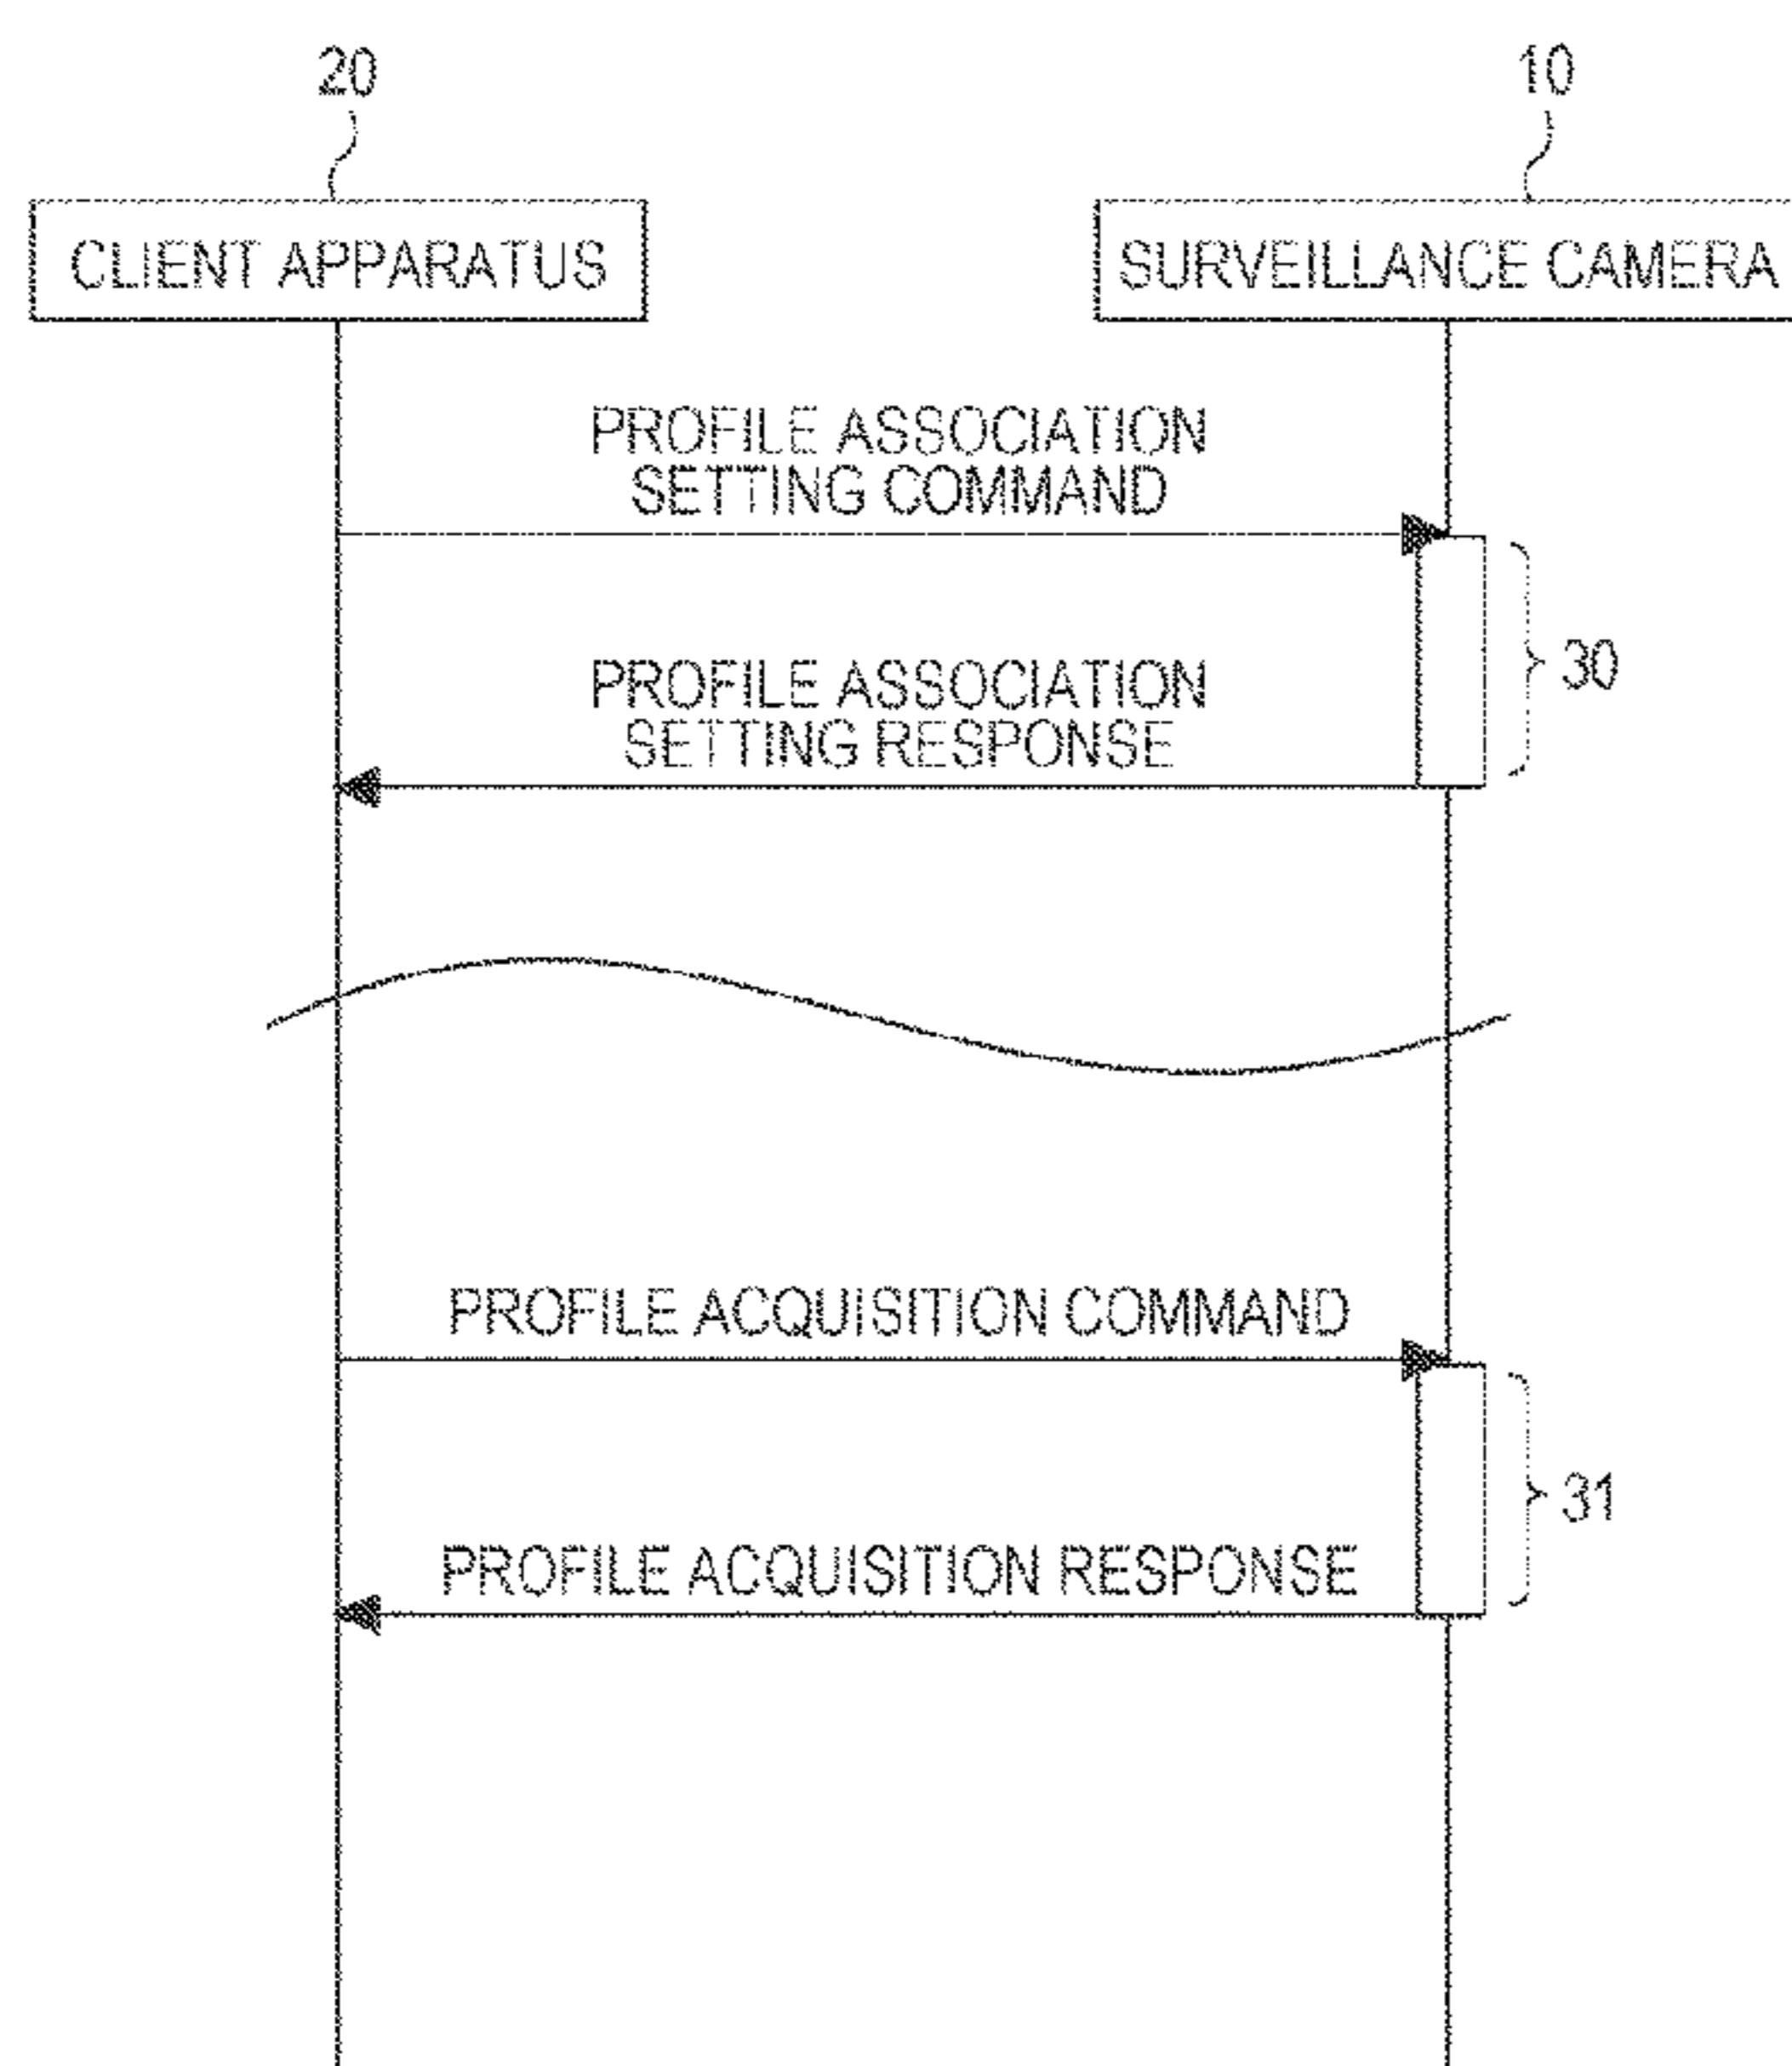 20
10
CLIENT APPARATUS
SURVEILLANCE CAMERA
PROFILE ASSOCIATION
SETTING COMMAND
30
PROFILE ASSOCIATION
SETTING RESPONSE
PROFILE ACQUISITION COMMAND
31
PROFILE ACQUISITION RESPONSE